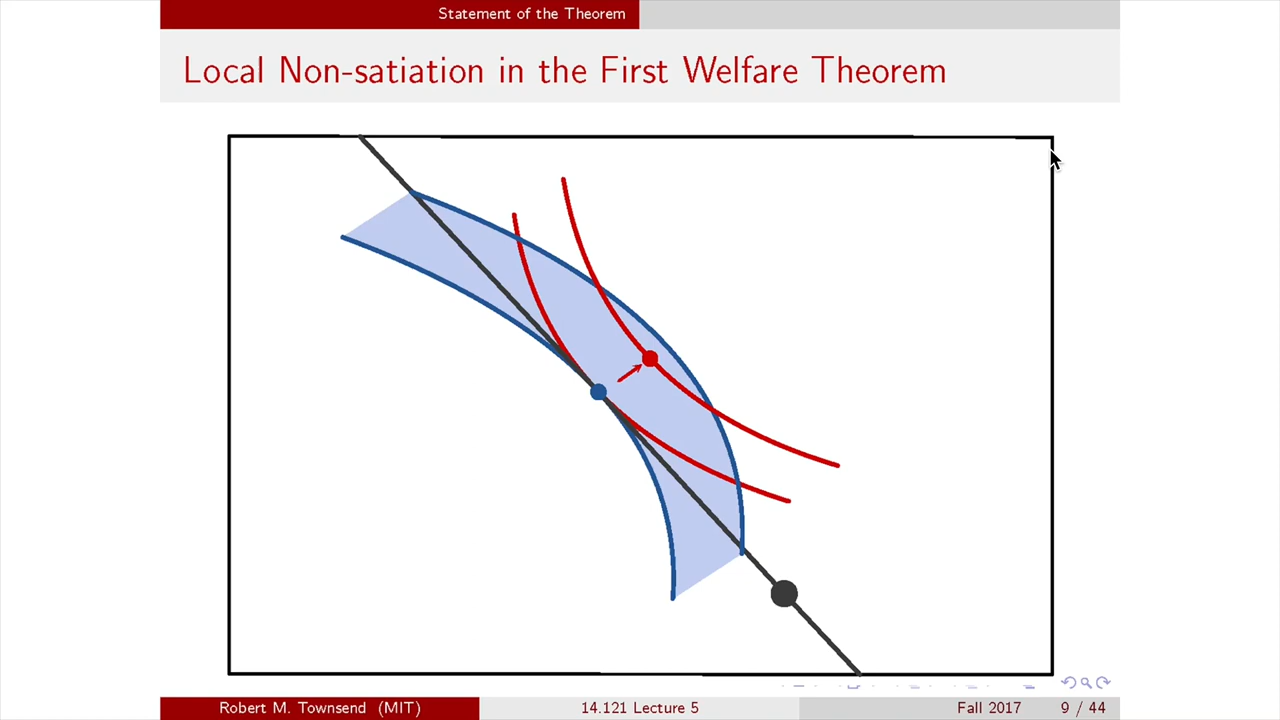 Statement of the Theorem
Local Non-satiation in the First Welfare Theorem
Robert M. Townsend (MIT)
14.121 Lecture 5
Fall 2017
9 / 44